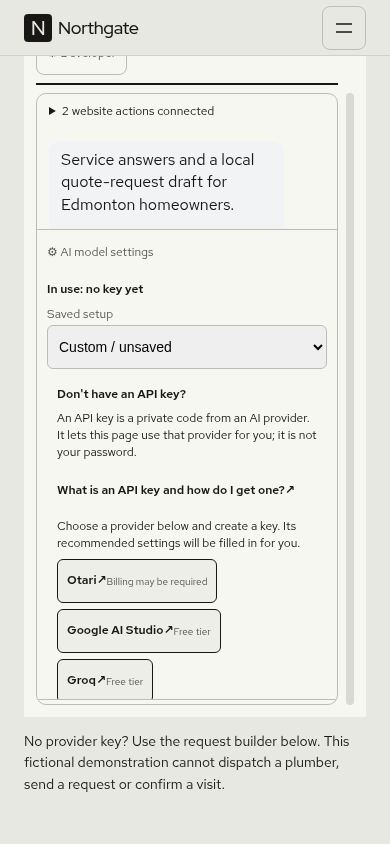 N Northgate
2 website actions connected
Service answers and a local
quote-request draft for
Edmonton homeowners.
⚙ AI model settings
In use: no key yet
Saved setup
Custom / unsaved
Don't have an API key?
An API key is a private code from an AI provider.
It lets this page use that provider for you; it is not
your password.
What is an API key and how do I get one?↗
Choose a provider below and create a key. Its
recommended settings will be filled in for you.
Otari↗ Billing may be required
Google AI Studio↗ Free tier
Groq↗ Free tier
No provider key? Use the request builder below. This
fictional demonstration cannot dispatch a plumber,
send a request or confirm a visit.